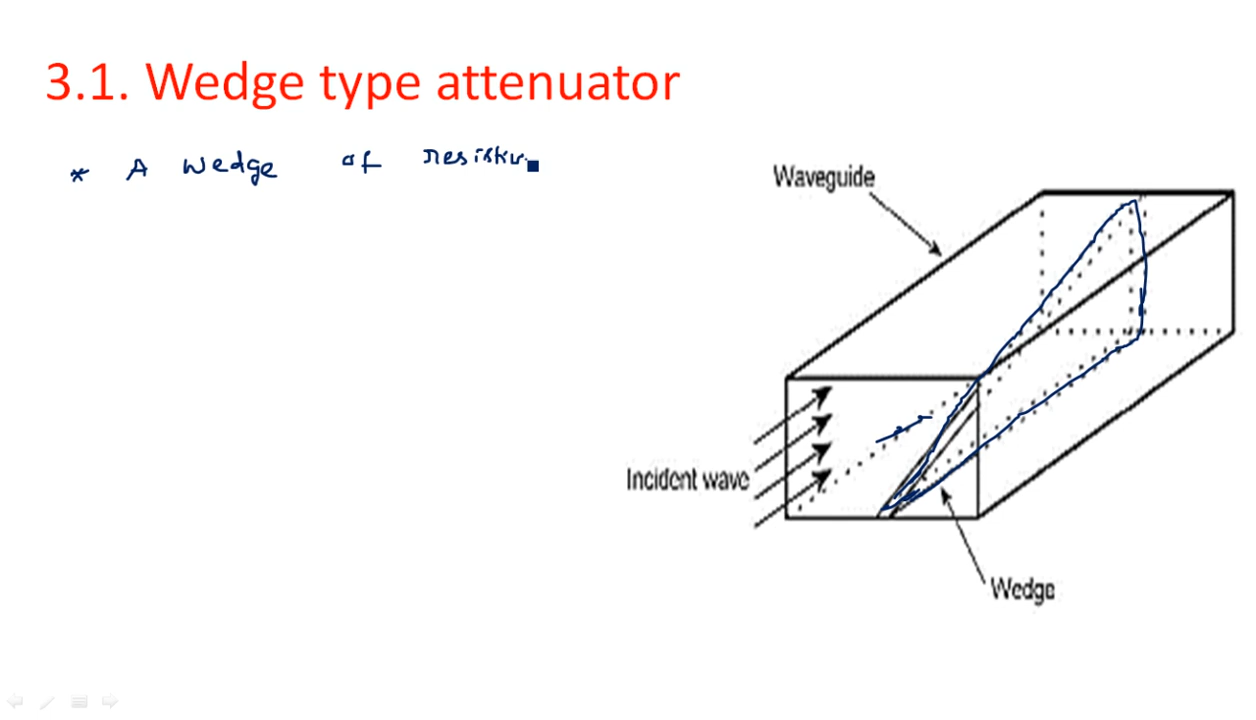 3.1. Wedge type attenuator
* A wedge of
Waveguide
Incident wave
Wedge